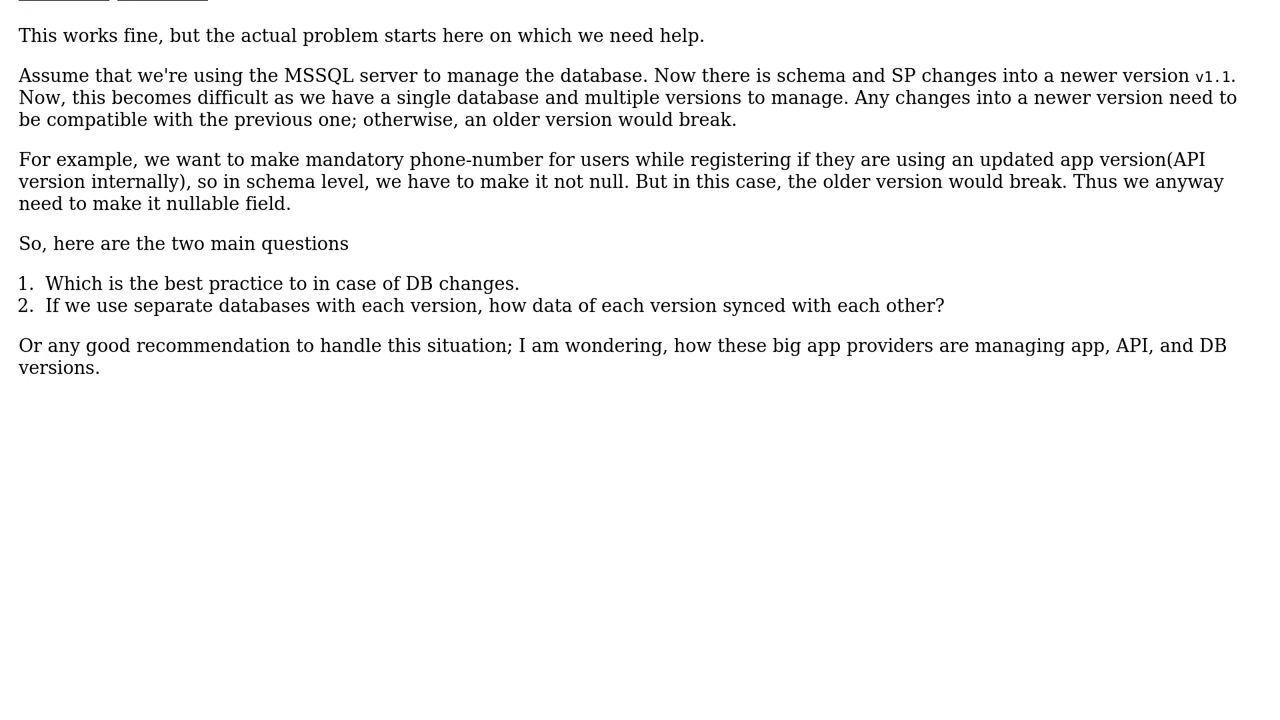 This works fine, but the actual problem starts here on which we need help.
Assume that we're using the MSSQL server to manage the database. Now there is schema and SP changes into a newer version v1.1.
Now, this becomes difficult as we have a single database and multiple versions to manage. Any changes into a newer version need to
be compatible with the previous one; otherwise, an older version would break.
For example, we want to make mandatory phone-number for users while registering if they are using an updated app version(API
version internally), so in schema level, we have to make it not null. But in this case, the older version would break. Thus we anyway
need to make it nullable field.
So, here are the two main questions
1. Which is the best practice to in case of DB changes.
2. If we use separate databases with each version, how data of each version synced with each other?
Or any good recommendation to handle this situation; I am wondering, how these big app providers are managing app, API, and DB
versions.